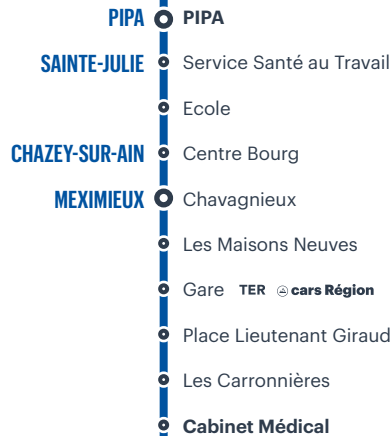 PIPA PIPA
SAINTE-JULIE Service Santé au Travail
Ecole
CHAZEY-SUR-AIN Centre Bourg
MEXIMIEUX Chavagnieux
Les Maisons Neuves
Gare TER cars Région
Place Lieutenant Giraud
Les Carronnières
Cabinet Médical